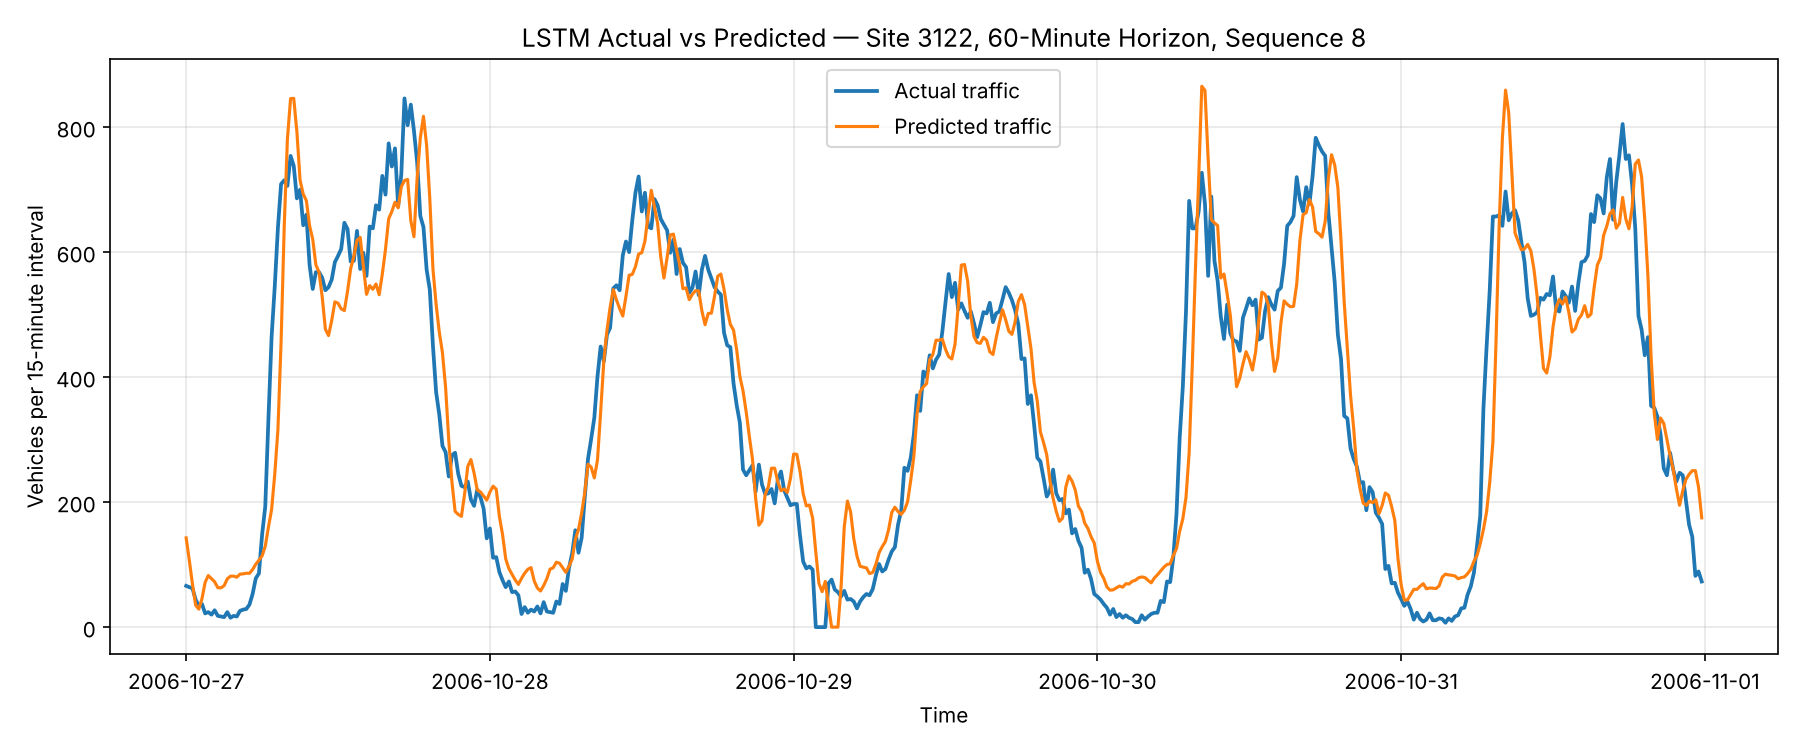 LSTM Actual vs Predicted — Site 3122, 60-Minute Horizon, Sequence 8
Actual traffic
Predicted traffic
Vehicles per 15-minute interval
800
600
400
200
0
2006-10-27 2006-10-28 2006-10-29 2006-10-30 2006-10-31 2006-11-01
Time